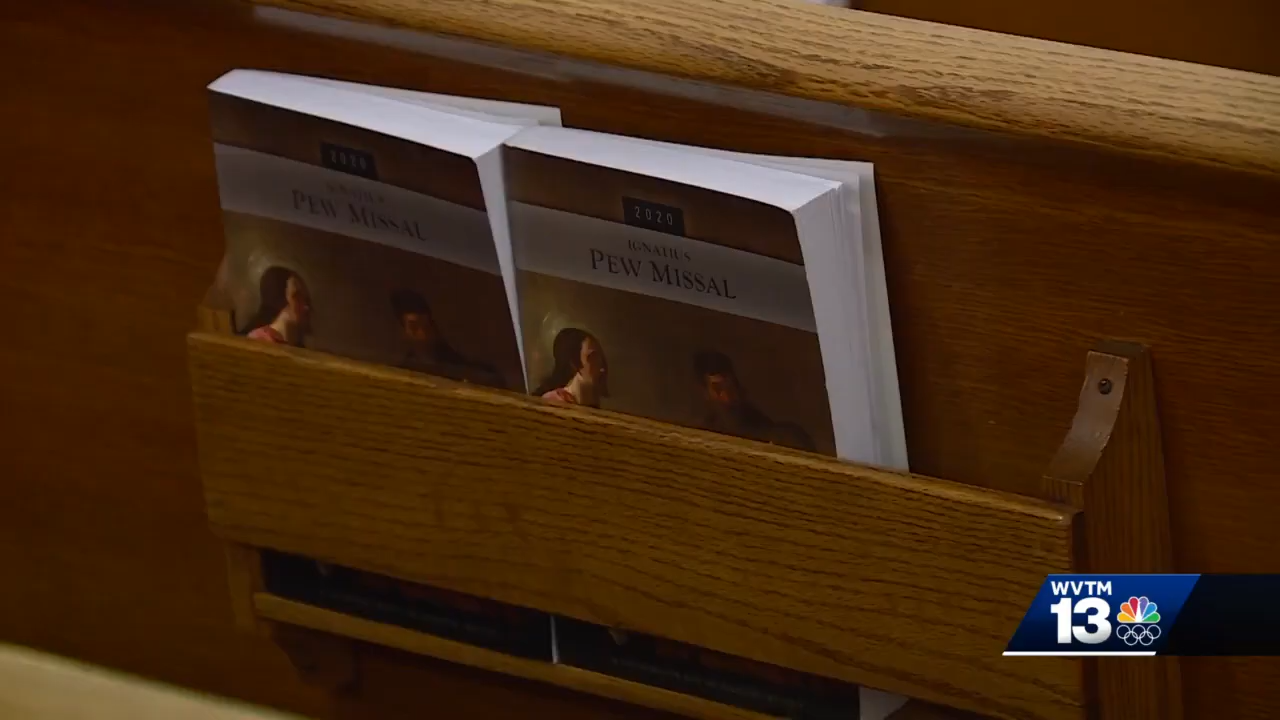 2020
IGNATIUS
PEW MISSAL
2020
IGNATIUS
PEW MISSAL
WVTM
13